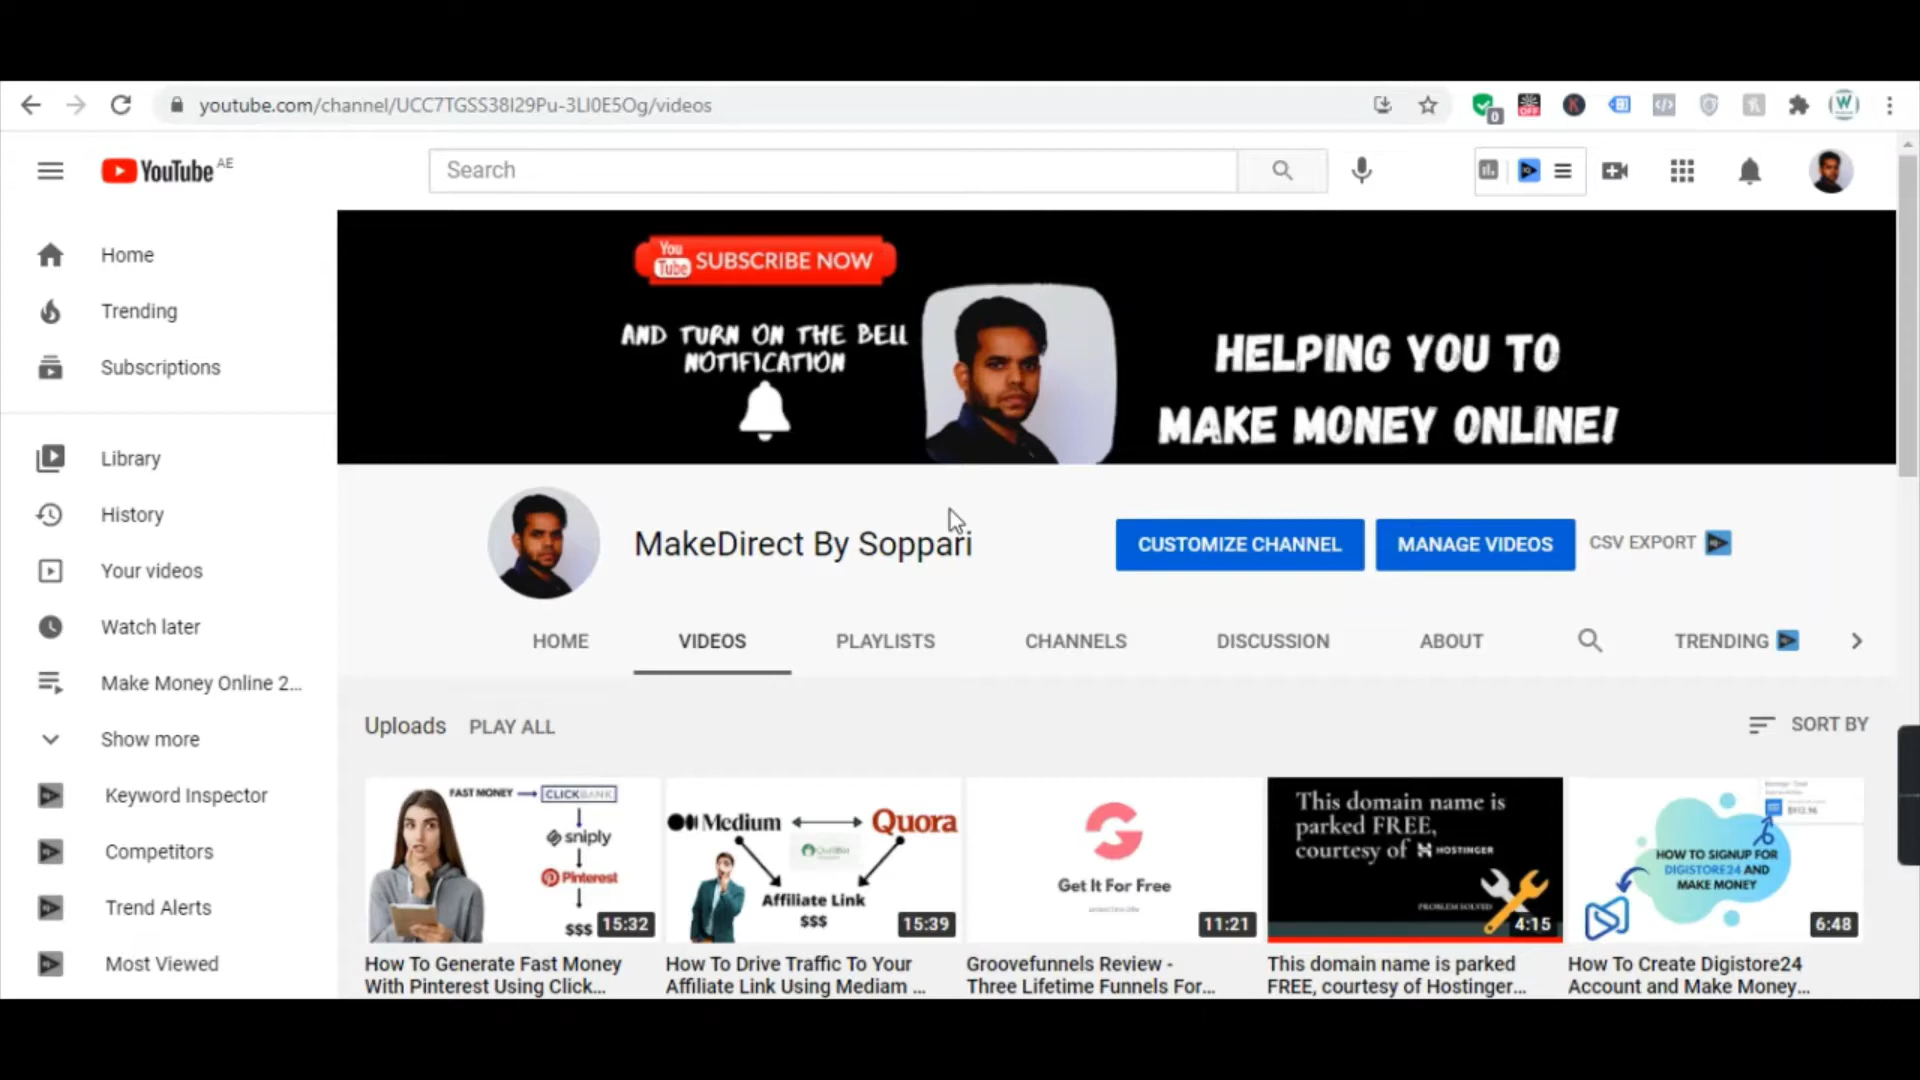 youtube.com/channel/UCC7TGSS38I29Pu-3LI0E5Og/videos
0
OFF
K
W
YouTube AE
Search
Home
Trending
Subscriptions
Library
History
Your videos
Watch later
Make Money Online 2...
Show more
Keyword Inspector
Competitors
Trend Alerts
Most Viewed
You Tube SUBSCRIBE NOW
AND TURN ON THE BELL
NOTIFICATION
HELPING YOU TO
MAKE MONEY ONLINE!
MakeDirect By Soppari
CUSTOMIZE CHANNEL
MANAGE VIDEOS
CSV EXPORT
HOME
VIDEOS
PLAYLISTS
CHANNELS
DISCUSSION
ABOUT
TRENDING
Uploads
PLAY ALL
SORT BY
FAST MONEY
CLICKBANK
sniply
Pinterest
$$$
15:32
How To Generate Fast Money
With Pinterest Using Click...
Medium
Quora
Affiliate Link
$$$
15:39
How To Drive Traffic To Your
Affiliate Link Using Mediam ...
Get It For Free
11:21
Groovefunnels Review -
Three Lifetime Funnels For...
This domain name is
parked FREE,
courtesy of HOSTINGER
PROBLEM SOLVED
4:15
This domain name is parked
FREE, courtesy of Hostinger...
HOW TO SIGNUP FOR
DIGISTORE24 AND
MAKE MONEY
6:48
How To Create Digistore24
Account and Make Money...